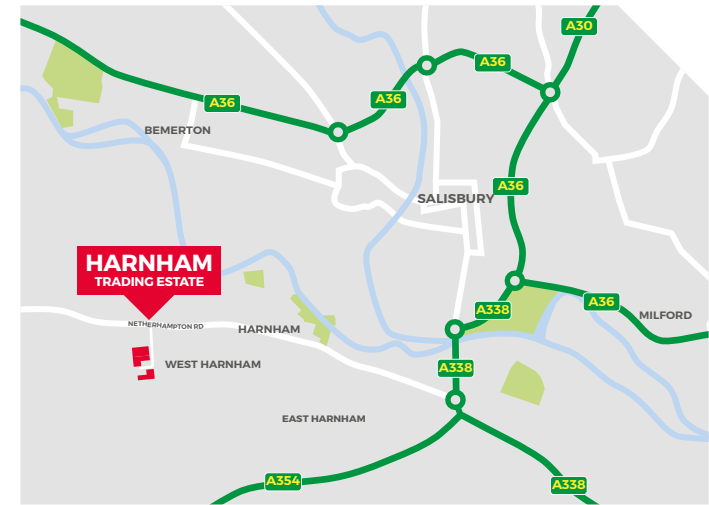 A30
A36
A36
A36
A36
BEMERTON
A36
SALISBURY
HARNHAM
TRADING ESTATE
A36
A338
MILFORD
NETHERHAMPTON RD
HARNHAM
WEST HARNHAM
A338
EAST HARNHAM
A354
A338